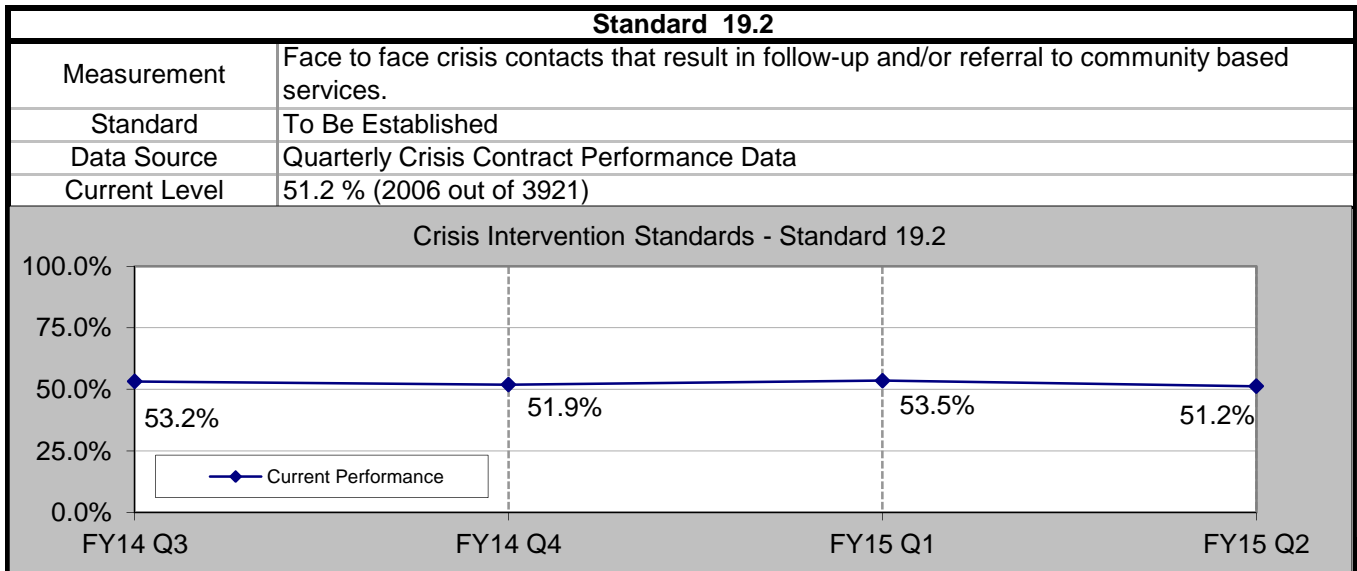 Standard 19.2
Measurement
Face to face crisis contacts that result in follow-up and/or referral to community based
services.
Standard
To Be Established
Data Source
Quarterly Crisis Contract Performance Data
Current Level
51.2 % (2006 out of 3921)
Crisis Intervention Standards - Standard 19.2
100.0%
75.0%
50.0%
25.0%
0.0%
53.2%
51.9%
53.5%
51.2%
Current Performance
FY14 Q3
FY14 Q4
FY15 Q1
FY15 Q2